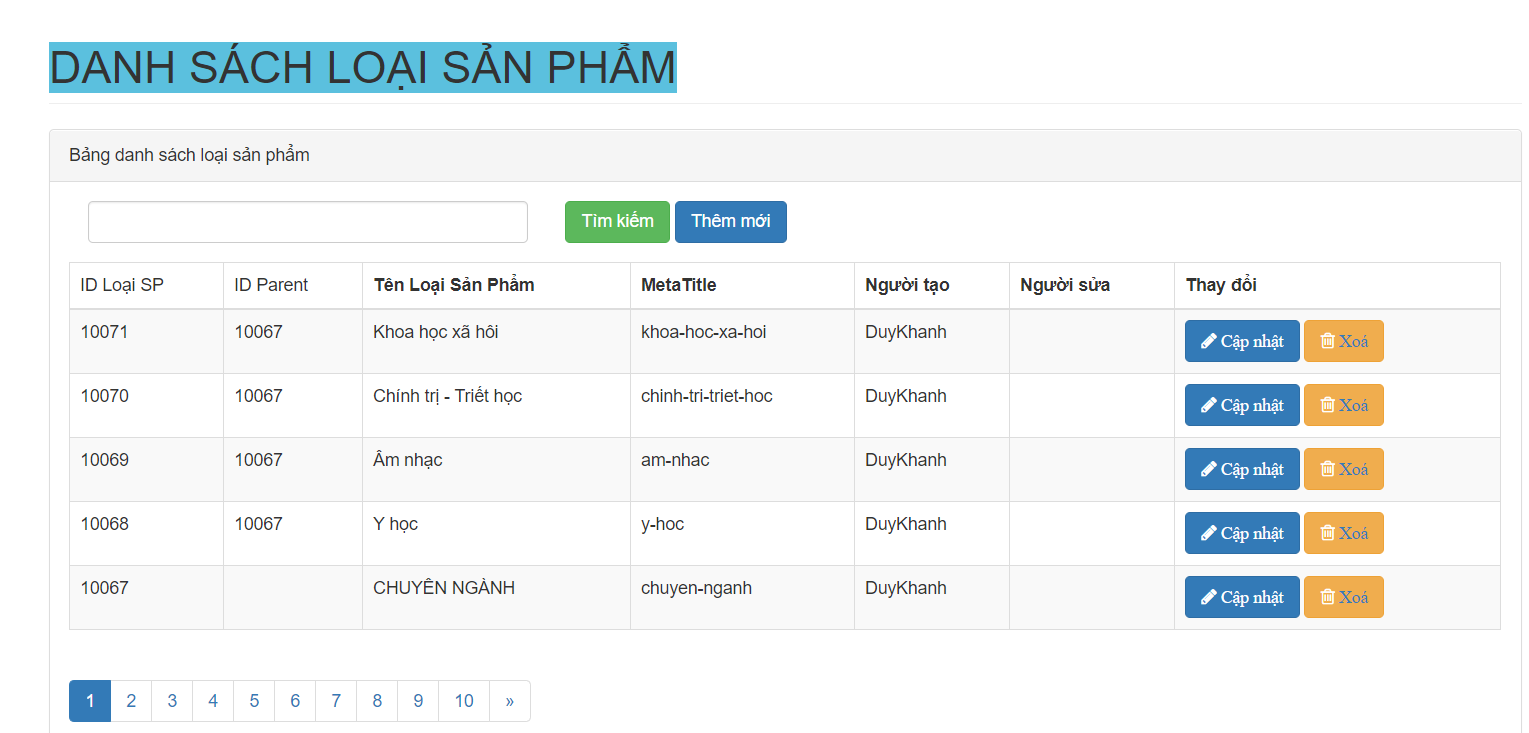 DANH SÁCH LOẠI SẢN PHẨM
Bảng danh sách loại sản phẩm
Tìm kiếm Thêm mới
ID Loại SP ID Parent Tên Loại Sản Phẩm MetaTitle Người tạo Người sửa Thay đổi
10071 10067 Khoa học xã hôi khoa-hoc-xa-hoi DuyKhanh Cập nhật Xoá
10070 10067 Chính trị - Triết học chinh-tri-triet-hoc DuyKhanh Cập nhật Xoá
10069 10067 Âm nhạc am-nhac DuyKhanh Cập nhật Xoá
10068 10067 Y học y-hoc DuyKhanh Cập nhật Xoá
10067 CHUYÊN NGÀNH chuyen-nganh DuyKhanh Cập nhật Xoá
1 2 3 4 5 6 7 8 9 10 »